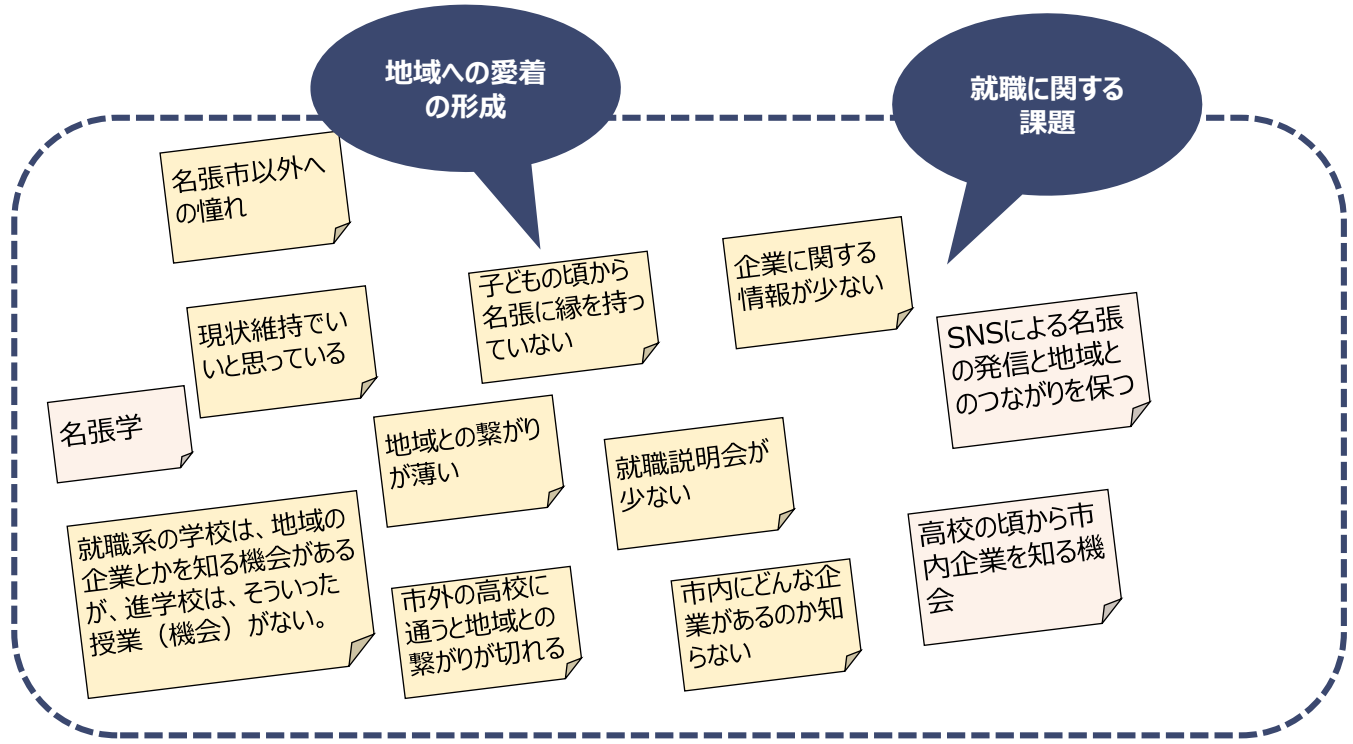 地域への愛着
の形成
就職に関する
課題
名張市以外へ
の憧れ
現状維持でい
いと思っている
子どもの頃から
名張に縁を持っ
ていない
企業に関する
情報が少ない
SNSによる名張
の発信と地域と
のつながりを保つ
名張学
地域との繋がり
が薄い
就職説明会が
少ない
就職系の学校は、地域の
企業とかを知る機会がある
が、進学校は、そういった
授業（機会）がない。
市外の高校に
通うと地域との
繋がりが切れる
市内にどんな企
業があるのか知
らない
高校の頃から市
内企業を知る機
会